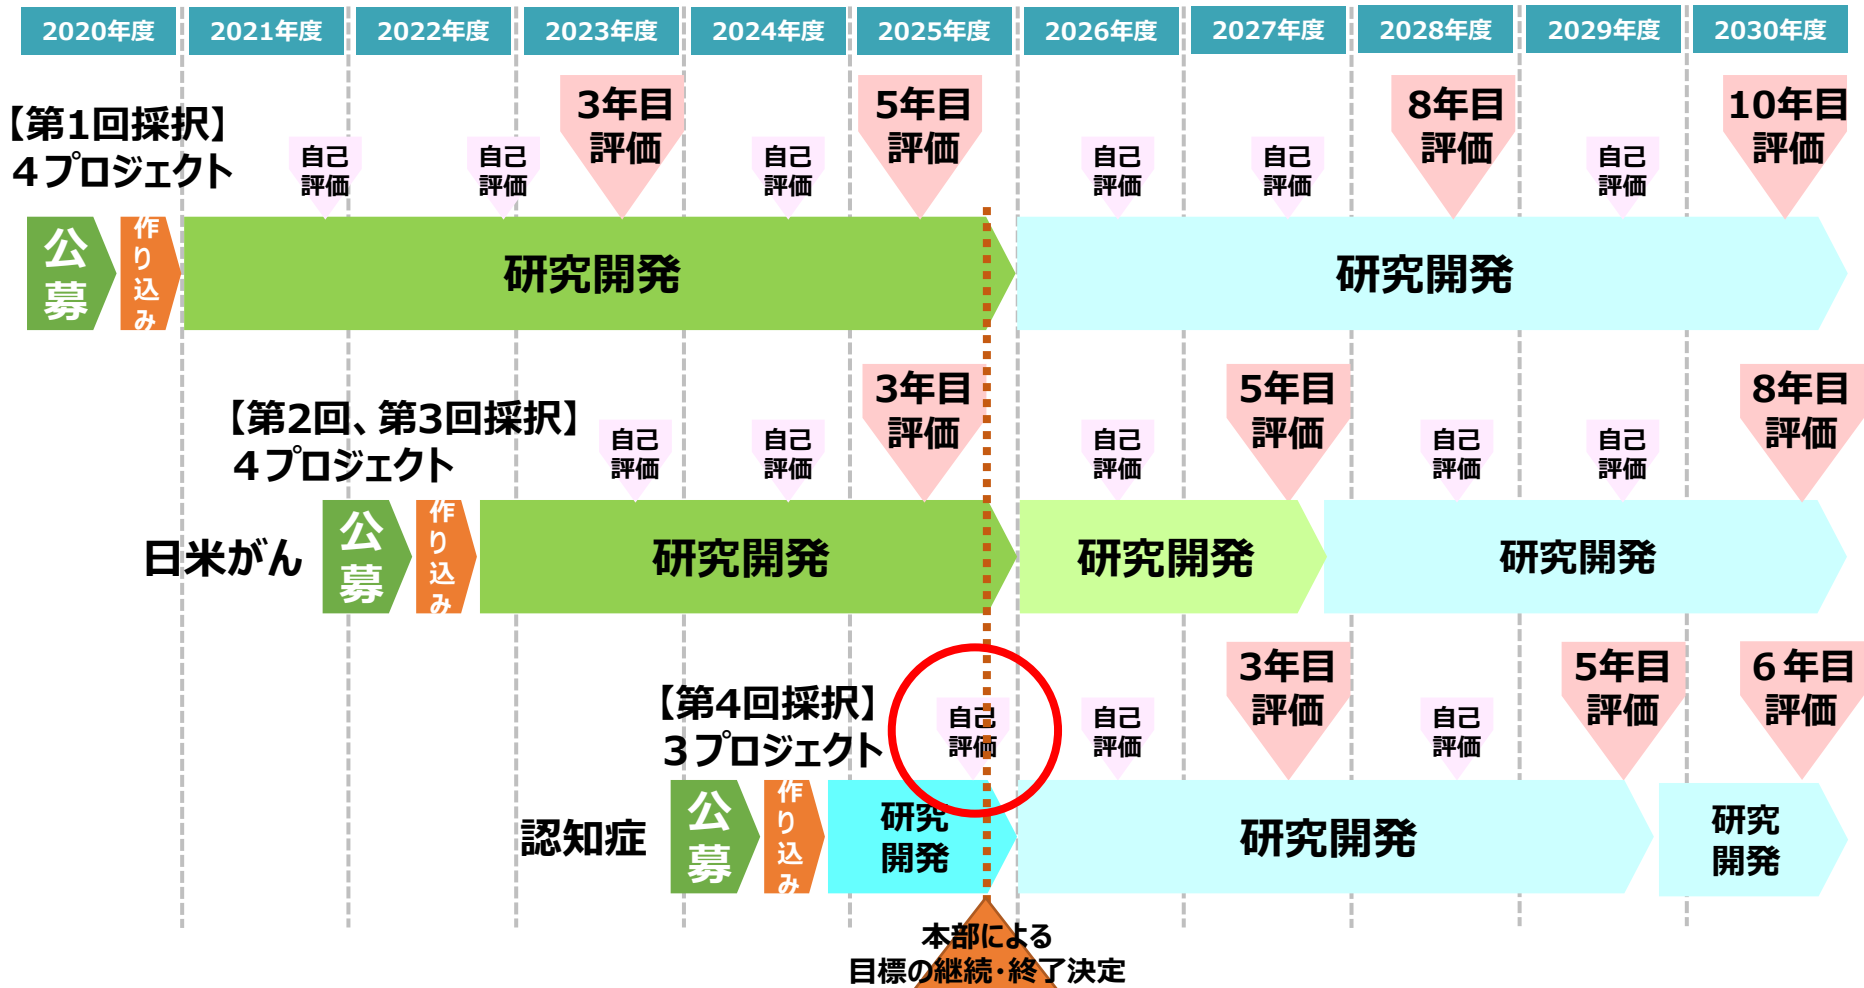 2020年度 2021年度 2022年度 2023年度 2024年度 2025年度 2026年度 2027年度 2028年度 2029年度 2030年度
【第1回採択】
４プロジェクト
自己
評価
自己
評価
3年目
評価
自己
評価
5年目
評価
自己
評価
自己
評価
8年目
評価
自己
評価
10年目
評価
公
募
作
り
込
み
研究開発
研究開発
【第2回、第3回採択】
４プロジェクト
自己
評価
自己
評価
3年目
評価
自己
評価
5年目
評価
自己
評価
自己
評価
8年目
評価
日米がん
公
募
作
り
込
み
研究開発
研究開発
研究開発
【第4回採択】
３プロジェクト
自己
評価
自己
評価
3年目
評価
自己
評価
5年目
評価
６年目
評価
認知症
公
募
作
り
込
み
研究
開発
研究開発
研究
開発
本部による
目標の継続・終了決定